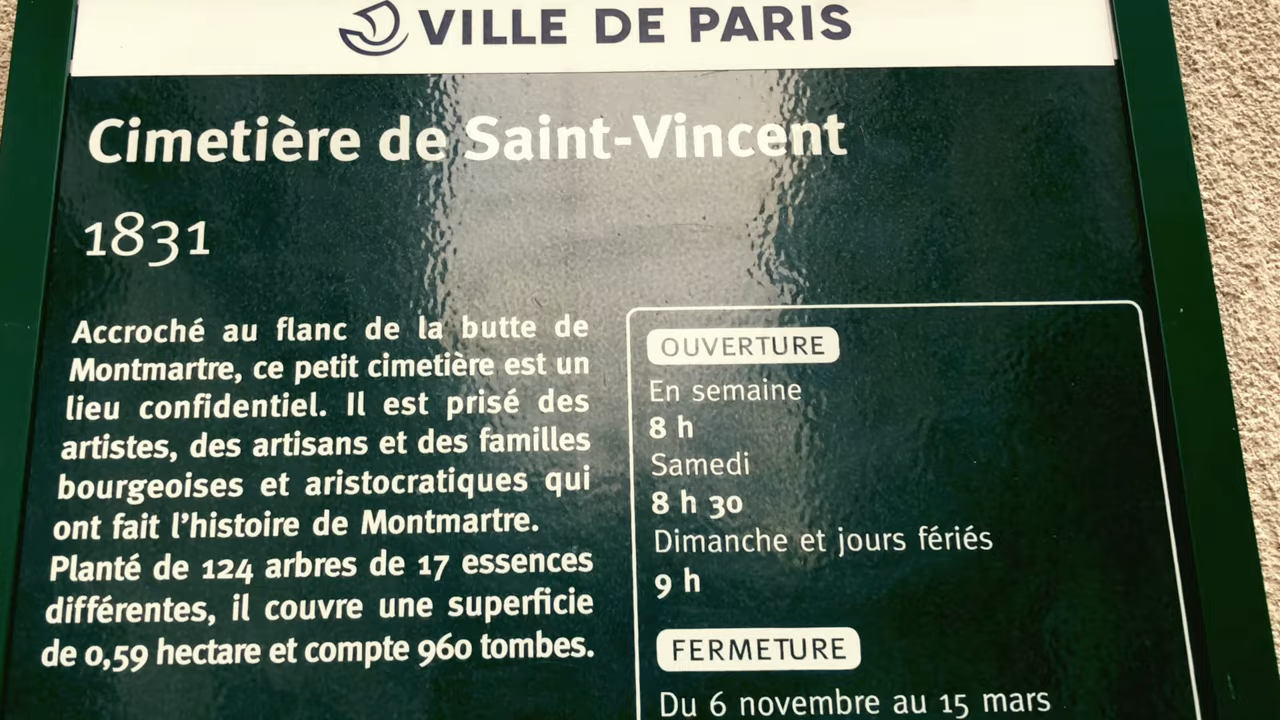 VILLE DE PARIS
Cimetière de Saint-Vincent
1831
Accroché au flanc de la butte de
Montmartre, ce petit cimetière est un
lieu confidentiel. Il est prisé des
artistes, des artisans et des familles
bourgeoises et aristocratiques qui
ont fait l'histoire de Montmartre.
Planté de 124 arbres de 17 essences
différentes, il couvre une superficie
de 0,59 hectare et compte 960 tombes.
OUVERTURE
En semaine
8 h
Samedi
8 h 30
Dimanche et jours fériés
9 h
FERMETURE
Du 6 novembre au 15 mars